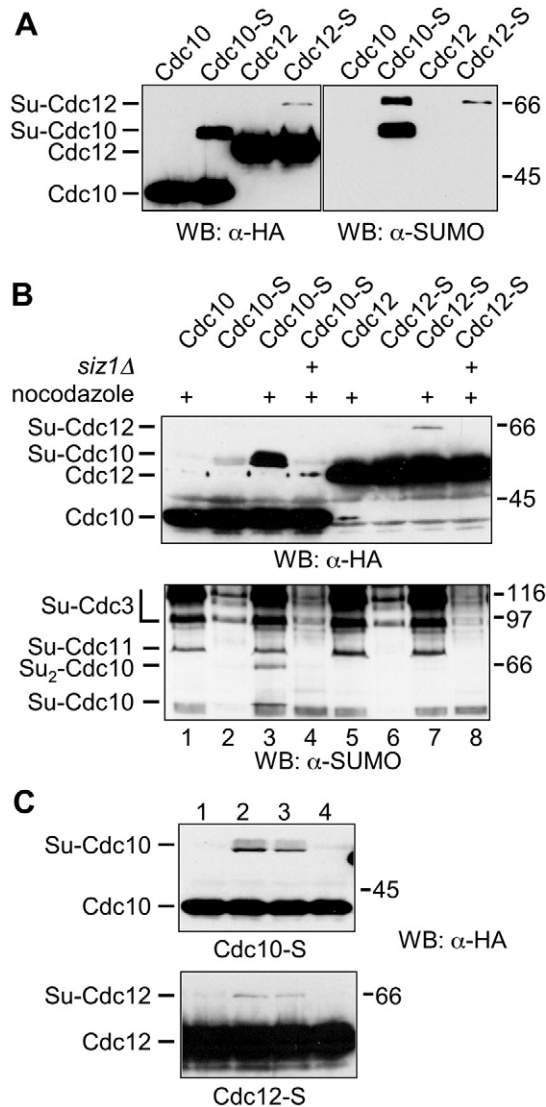 A
Cdc10 Cdc10-S Cdc12 Cdc12-S Cdc10 Cdc10-S Cdc12 Cdc12-S
Su-Cdc12 66
Su-Cdc10
Cdc12
45
Cdc10
WB: α-HA WB: α-SUMO
B
Cdc10 Cdc10-S Cdc10-S Cdc10-S Cdc12 Cdc12-S Cdc12-S Cdc12-S
siz1Δ + +
nocodazole + + + + + +
Su-Cdc12 66
Su-Cdc10
Cdc12
45
Cdc10
WB: α-HA
116
Su-Cdc3
97
Su-Cdc11
66
Su₂-Cdc10
Su-Cdc10
1 2 3 4 5 6 7 8
WB: α-SUMO
C
1 2 3 4
Su-Cdc10
45
Cdc10
WB: α-HA
Cdc10-S
Su-Cdc12 66
Cdc12
Cdc12-S